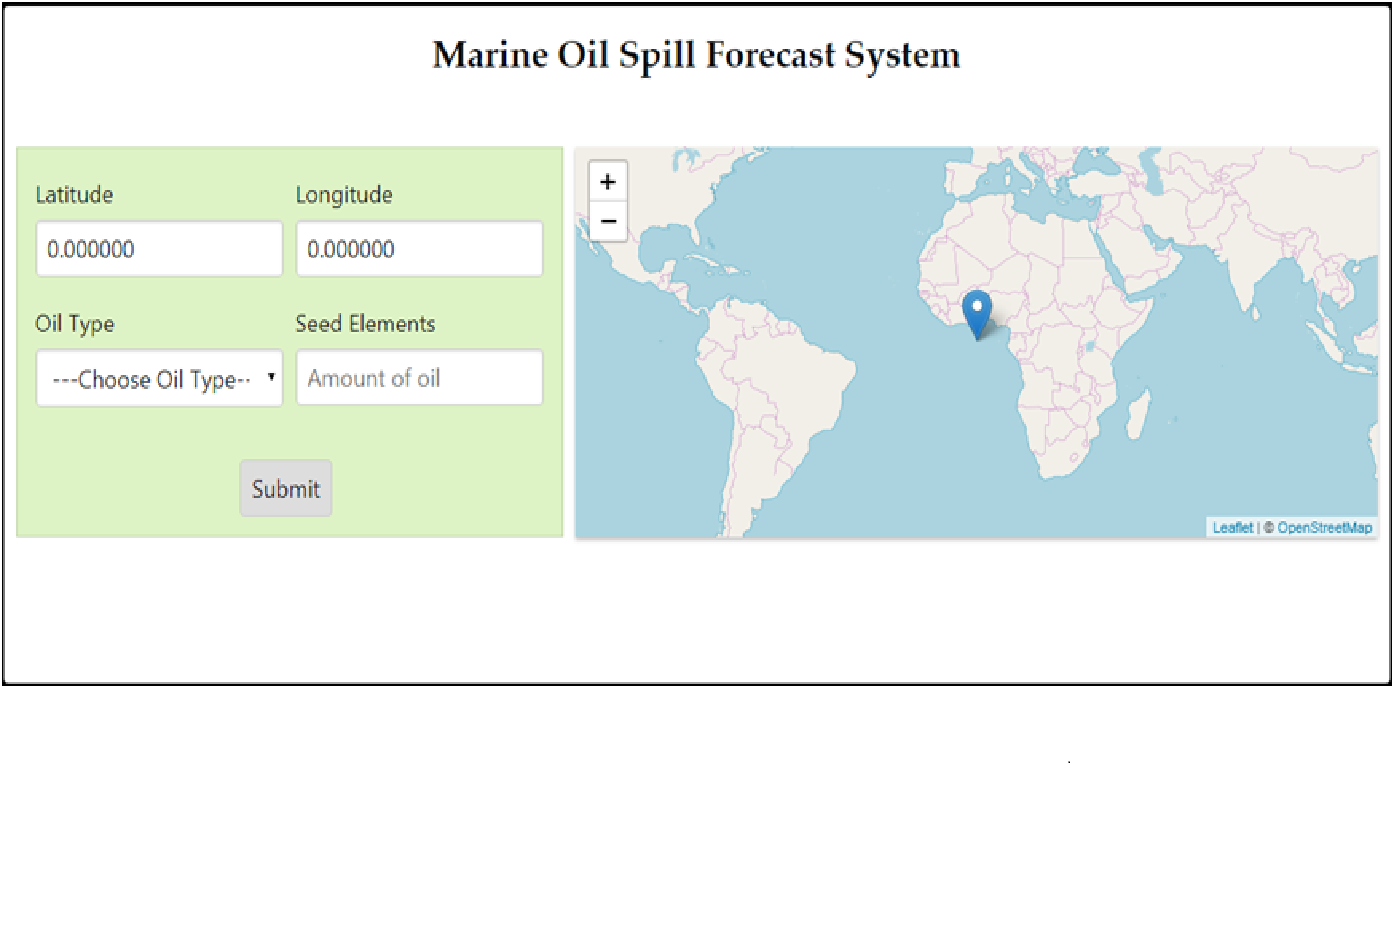 Marine Oil Spill Forecast System
Latitude
Longitude
0.000000
0.000000
Oil Type
Seed Elements
---Choose Oil Type--
Amount of oil
Submit
+
−
Leaflet | © OpenStreetMap